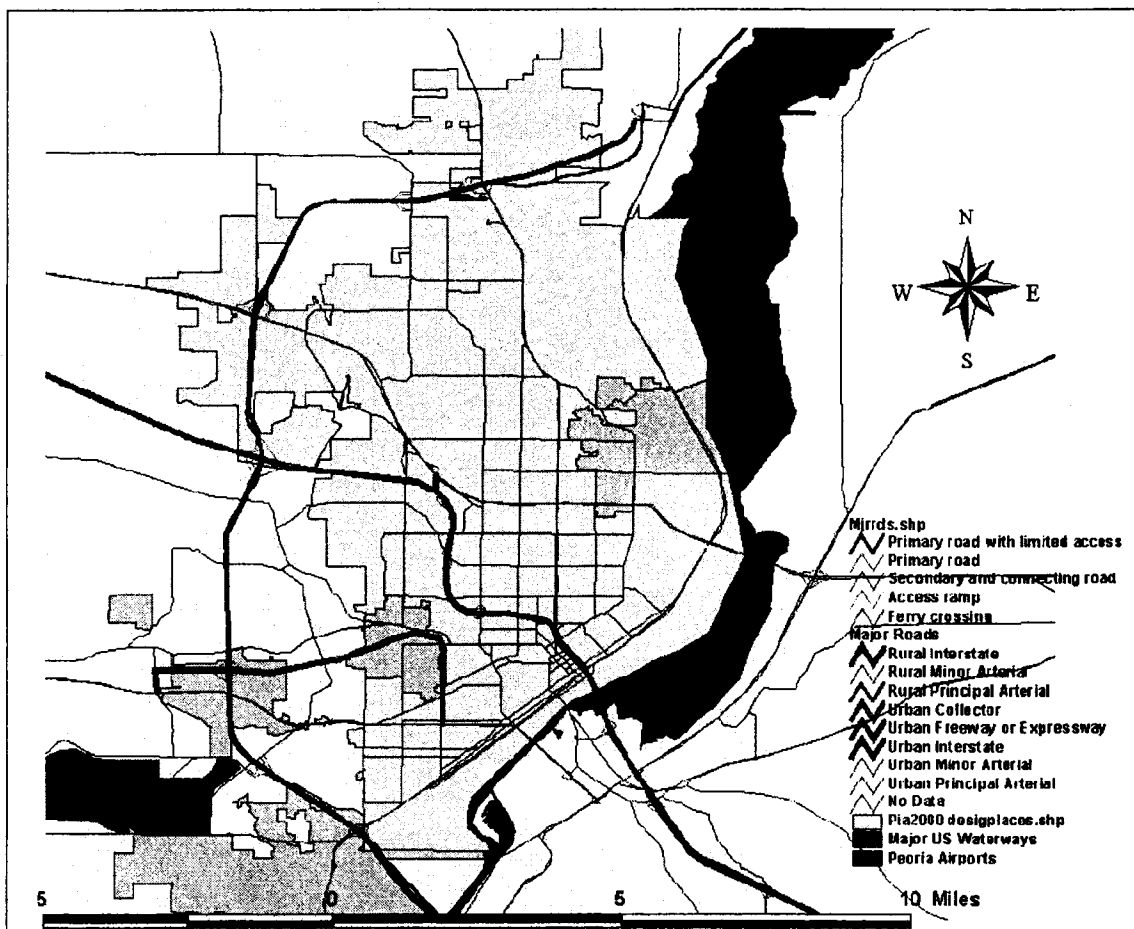 N
W E
S
Mjrrds.shp
Primary road with limited access
Primary road
Secondary and connecting road
Access ramp
Ferry crossing
Major Roads
Rural Interstate
Rural Minor Arterial
Rural Principal Arterial
Urban Collector
Urban Freeway or Expressway
Urban Interstate
Urban Minor Arterial
Urban Principal Arterial
No Data
Pia2000 dosigplaces.shp
Major US Waterways
Peoria Airports
5 0 5 10 Miles